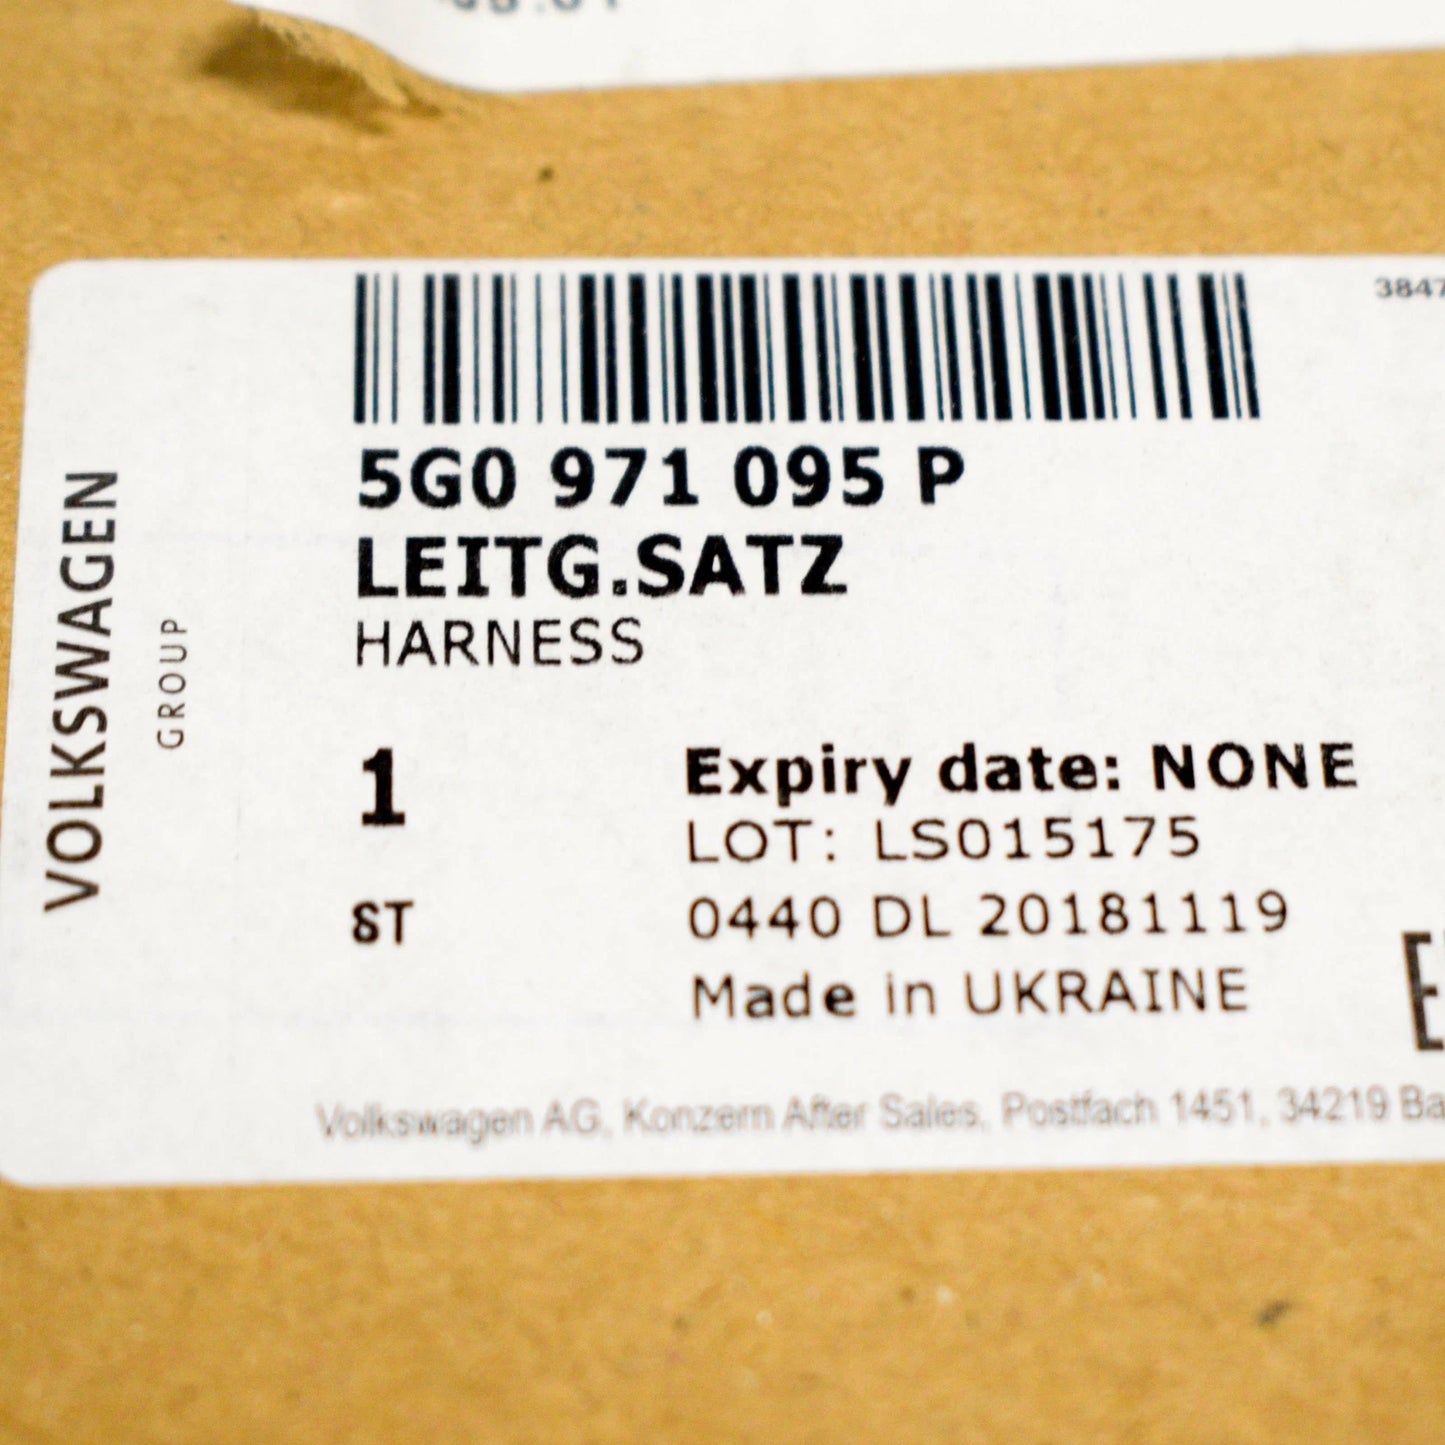 3847
5G0 971 095 P
LEITG.SATZ
HARNESS
VOLKSWAGEN
GROUP
1
Expiry date: NONE
LOT: LS015175
ST
0440 DL 20181119
Made in UKRAINE
Volkswagen AG, Konzern After Sales, Postfach 1451, 34219